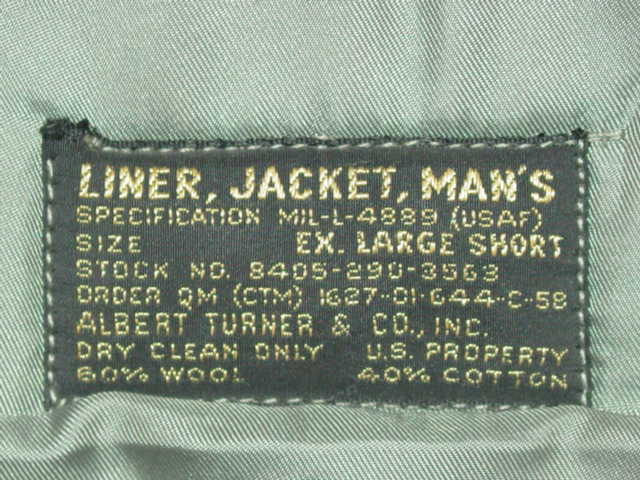 LINER, JACKET, MAN'S
SPECIFICATION MIL-L-4889 (USAF)
SIZE EX. LARGE SHORT
STOCK NO. 8405-290-3563
ORDER QM (CTM) 1627-01-G44-C-58
ALBERT TURNER & CO., INC.
DRY CLEAN ONLY U.S. PROPERTY
60% WOOL 40% COTTON